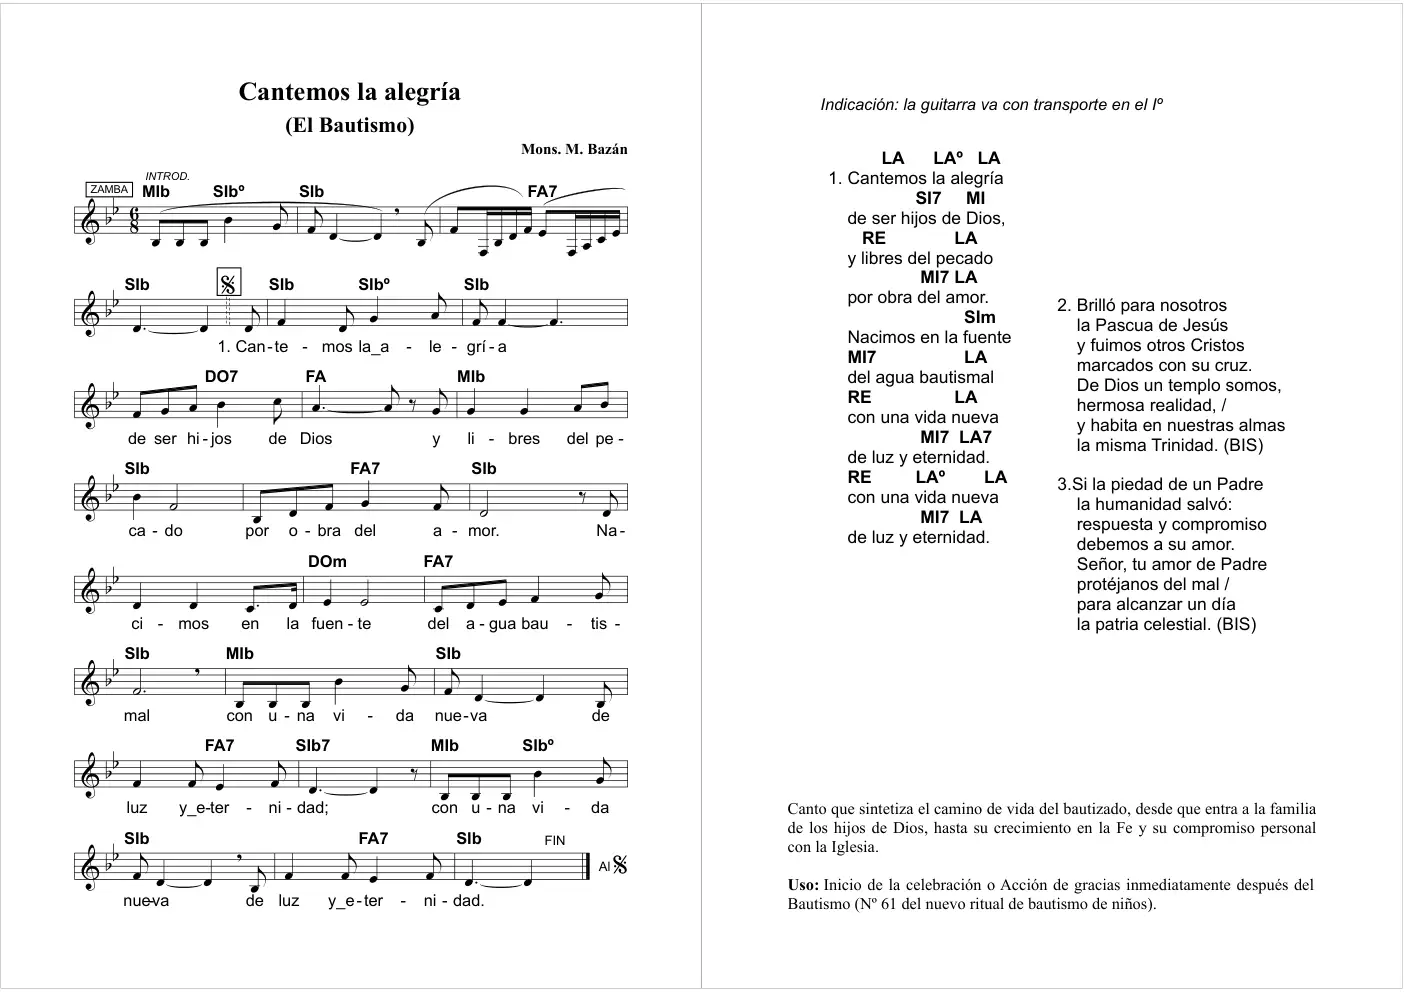 Cantemos la alegría
(El Bautismo)
Mons. M. Bazán
INTROD.
ZAMBA MIb SIbº SIb FA7
6
8
SIb SIb SIbº SIb
1. Can-te - mos la_a - le - grí-a
DO7 FA MIb
de ser hi-jos de Dios y li - bres del pe -
SIb FA7 SIb
ca - do por o - bra del a - mor. Na-
DOm FA7
ci - mos en la fuen - te del a - gua bau - tis -
SIb MIb SIb
mal con u - na vi - da nue-va de
FA7 SIb7 MIb SIbº
luz y_e-ter - ni - dad; con u - na vi - da
SIb FA7 SIb FIN
Al
nue-va de luz y_e-ter - ni - dad.
Indicación: la guitarra va con transporte en el Iº
LA LAº LA
1. Cantemos la alegría
SI7 MI
de ser hijos de Dios,
RE LA
y libres del pecado
MI7 LA
por obra del amor.
SIm
Nacimos en la fuente
MI7 LA
del agua bautismal
RE LA
con una vida nueva
MI7 LA7
de luz y eternidad.
RE LAº LA
con una vida nueva
MI7 LA
de luz y eternidad.
2. Brilló para nosotros
la Pascua de Jesús
y fuimos otros Cristos
marcados con su cruz.
De Dios un templo somos,
hermosa realidad, /
y habita en nuestras almas
la misma Trinidad. (BIS)
3.Si la piedad de un Padre
la humanidad salvó:
respuesta y compromiso
debemos a su amor.
Señor, tu amor de Padre
protéjanos del mal /
para alcanzar un día
la patria celestial. (BIS)
Canto que sintetiza el camino de vida del bautizado, desde que entra a la familia
de los hijos de Dios, hasta su crecimiento en la Fe y su compromiso personal
con la Iglesia.
Uso: Inicio de la celebración o Acción de gracias inmediatamente después del
Bautismo (Nº 61 del nuevo ritual de bautismo de niños).